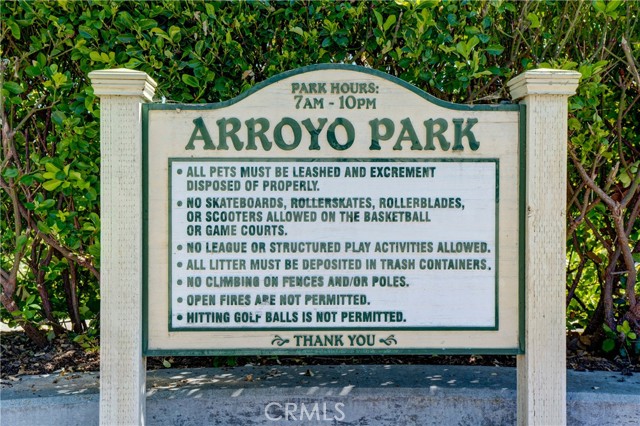 PARK HOURS:
7AM - 10PM
ARROYO PARK
• ALL PETS MUST BE LEASHED AND EXCREMENT
DISPOSED OF PROPERLY.
• NO SKATEBOARDS, ROLLERSKATES, ROLLERBLADES,
OR SCOOTERS ALLOWED ON THE BASKETBALL
OR GAME COURTS.
• NO LEAGUE OR STRUCTURED PLAY ACTIVITIES ALLOWED.
• ALL LITTER MUST BE DEPOSITED IN TRASH CONTAINERS.
• NO CLIMBING ON FENCES AND/OR POLES.
• OPEN FIRES ARE NOT PERMITTED.
• HITTING GOLF BALLS IS NOT PERMITTED.
THANK YOU
CRMLS